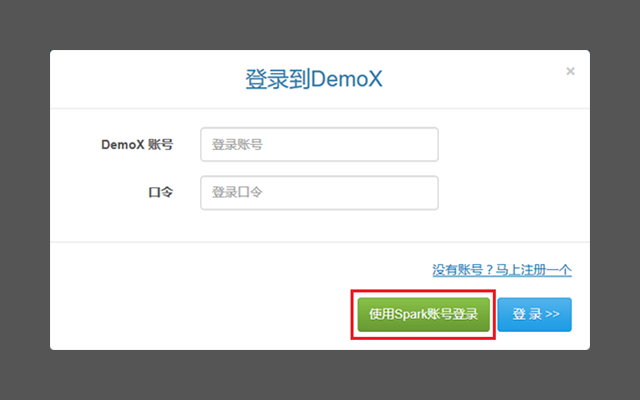 登录到DemoX
×
DemoX 账号
登录账号
口令
登录口令
没有账号？马上注册一个
使用Spark账号登录
登 录 >>